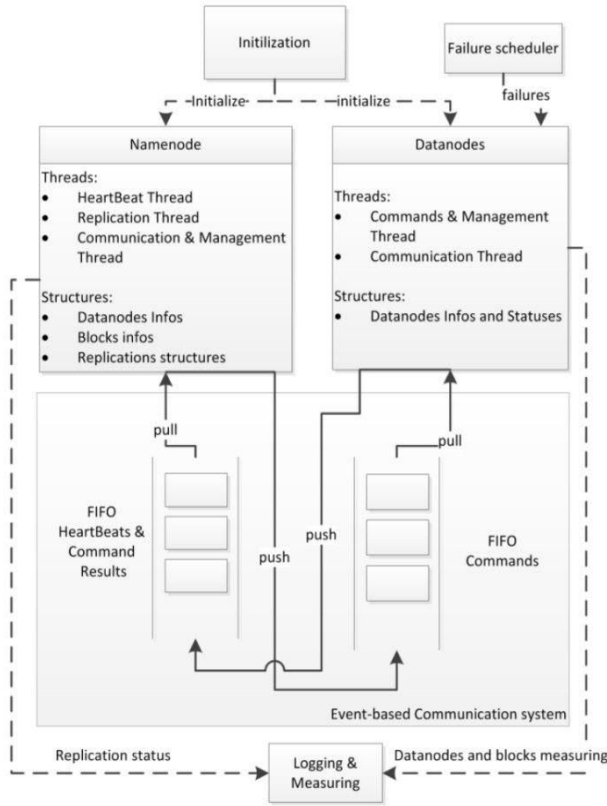 Initilization
Failure scheduler
Initialize
initialize
failures
Namenode
Threads:
● HeartBeat Thread
● Replication Thread
● Communication & Management
Thread
Structures:
● Datanodes Infos
● Blocks infos
● Replications structures
Datanodes
Threads:
● Commands & Management
Thread
● Communication Thread
Structures:
● Datanodes Infos and Statuses
pull
pull
FIFO
HeartBeats &
Command
Results
push
push
FIFO
Commands
Event-based Communication system
Replication status
Logging &
Measuring
Datanodes and blocks measuring